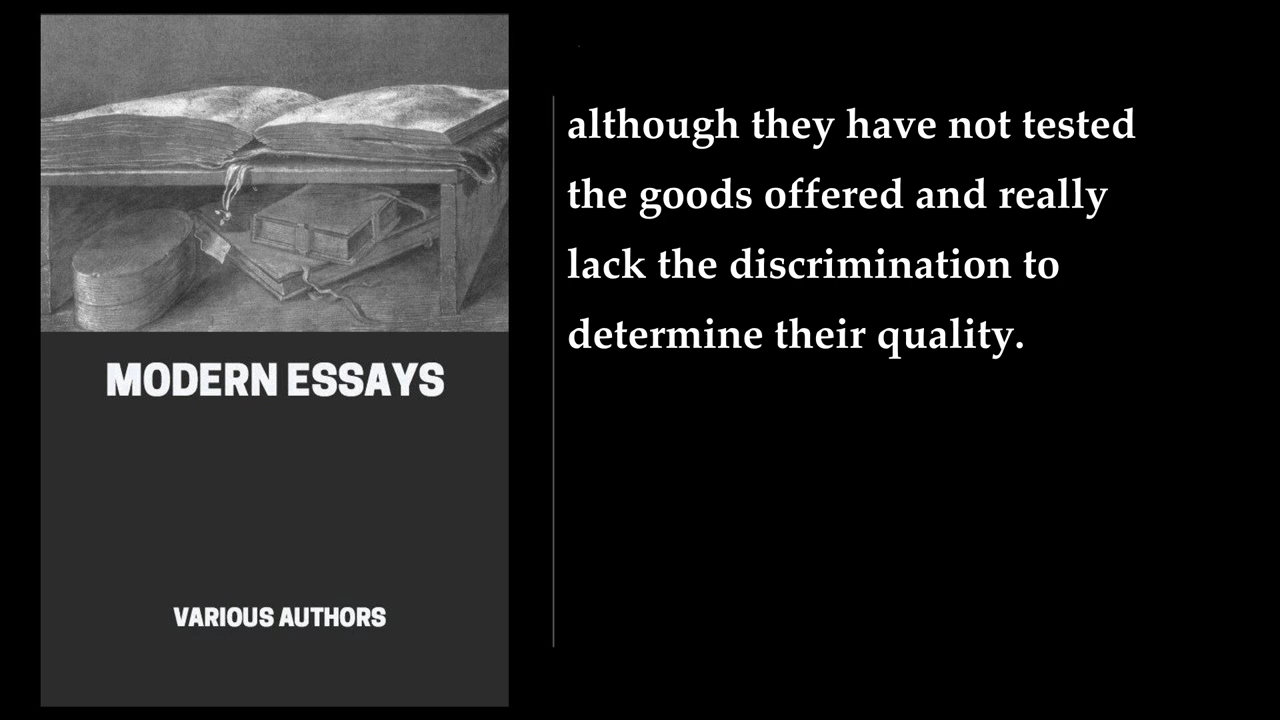 MODERN ESSAYS
VARIOUS AUTHORS
although they have not tested
the goods offered and really
lack the discrimination to
determine their quality.